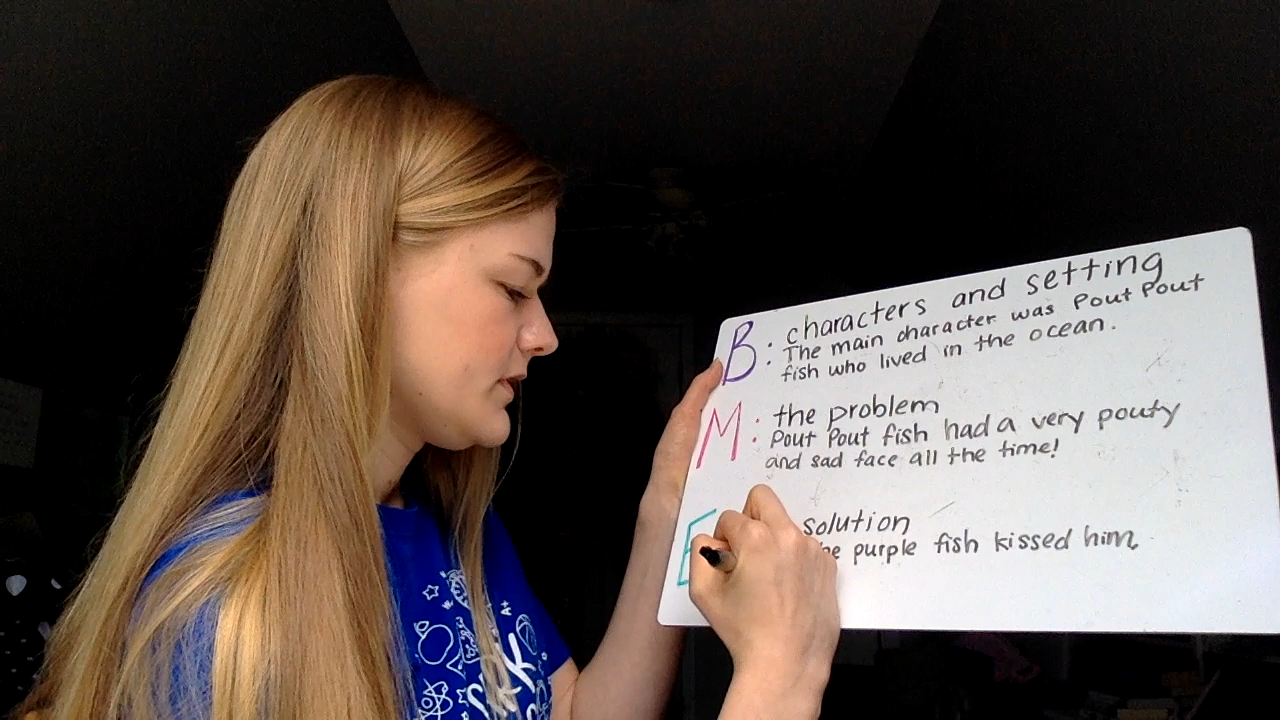 B: characters and setting
The main character was Pout Pout
fish who lived in the ocean.
M: the problem
Pout Pout fish had a very pouty
and sad face all the time!
E solution
purple fish kissed him,
A+